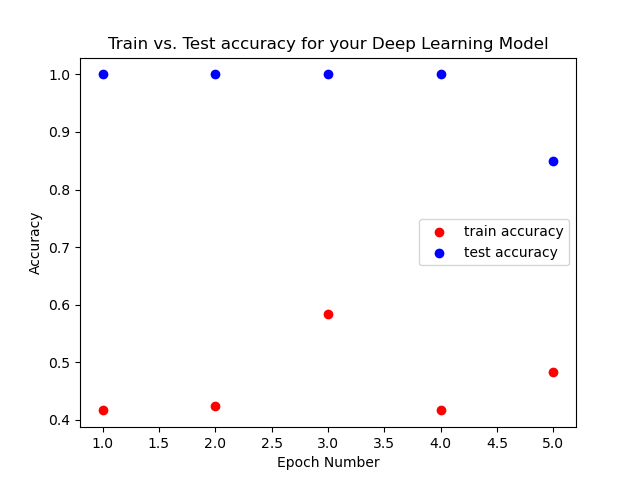 Train vs. Test accuracy for your Deep Learning Model
1.0
0.9
0.8
0.7
0.6
0.5
0.4
Accuracy
train accuracy
test accuracy
1.0 1.5 2.0 2.5 3.0 3.5 4.0 4.5 5.0
Epoch Number